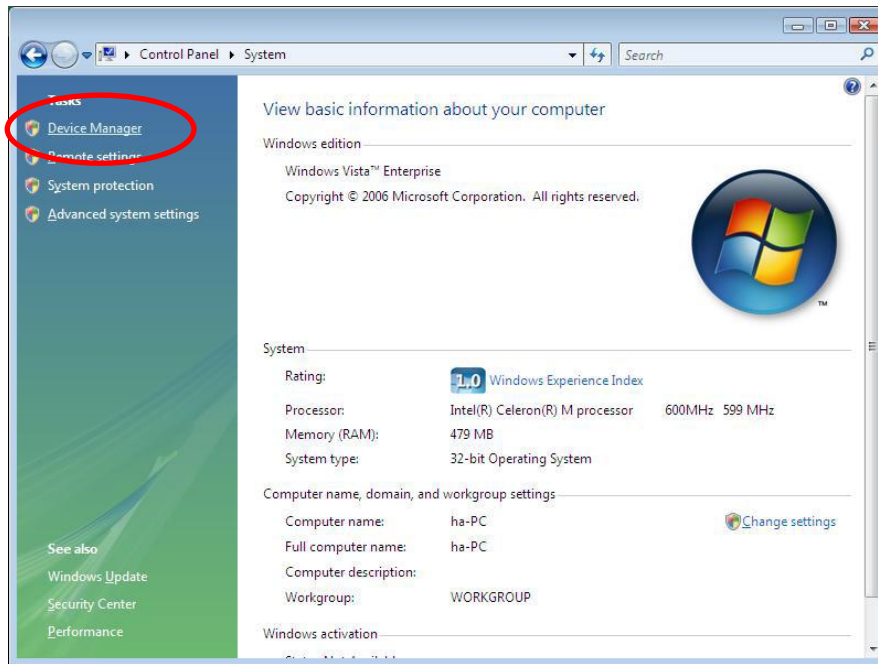 Control Panel System
Search
Tasks
Device Manager
Remote settings
System protection
Advanced system settings
See also
Windows Update
Security Center
Performance
View basic information about your computer
Windows edition
Windows Vista™ Enterprise
Copyright © 2006 Microsoft Corporation. All rights reserved.
TM
System
Rating: 1.0 Windows Experience Index
Processor: Intel(R) Celeron(R) M processor 600MHz 599 MHz
Memory (RAM): 479 MB
System type: 32-bit Operating System
Computer name, domain, and workgroup settings
Computer name: ha-PC Change settings
Full computer name: ha-PC
Computer description:
Workgroup: WORKGROUP
Windows activation